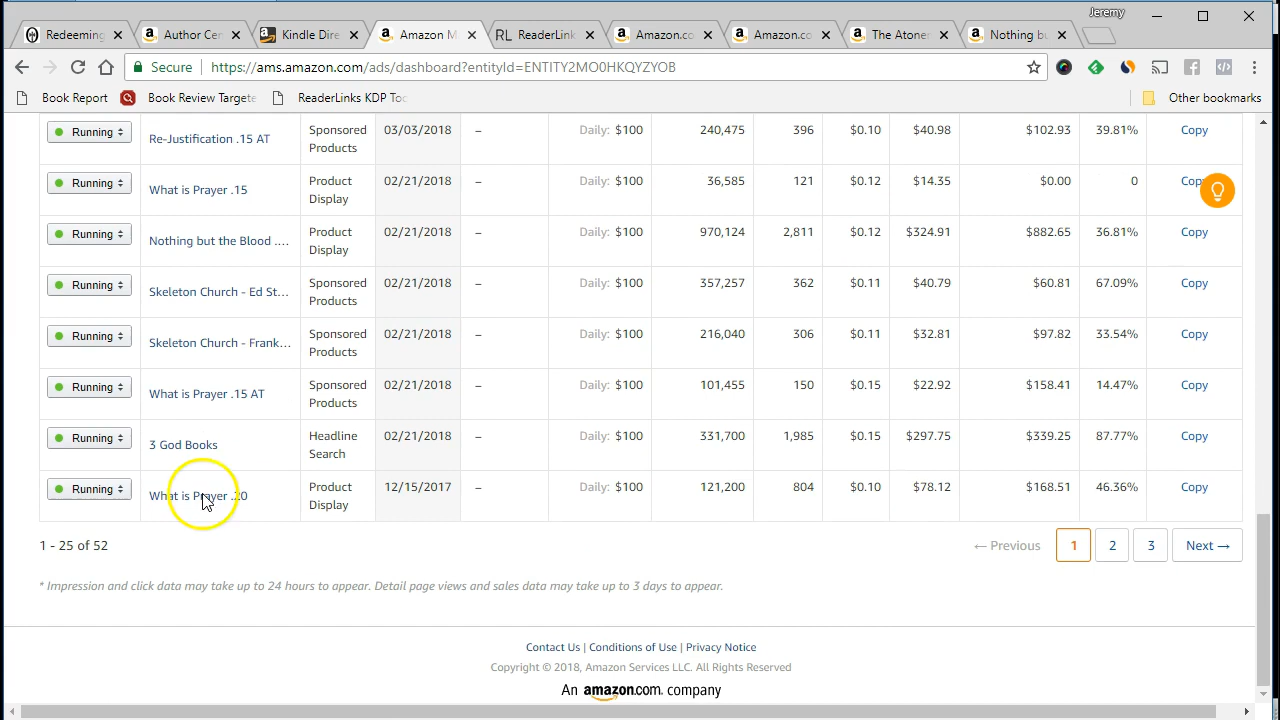 Jeremy
Redeeming
Author Cer
Kindle Dire
Amazon M
ReaderLink
Amazon.co
Amazon.co
The Atone
Nothing bu
Secure https://ams.amazon.com/ads/dashboard?entityId=ENTITY2MO0HKQYZYOB
Book Report Book Review Targete ReaderLinks KDP Too Other bookmarks
Running Re-Justification .15 AT Sponsored Products 03/03/2018 – Daily: $100 240,475 396 $0.10 $40.98 $102.93 39.81% Copy
Running What is Prayer .15 Product Display 02/21/2018 – Daily: $100 36,585 121 $0.12 $14.35 $0.00 0 Copy
Running Nothing but the Blood .... Product Display 02/21/2018 – Daily: $100 970,124 2,811 $0.12 $324.91 $882.65 36.81% Copy
Running Skeleton Church - Ed St... Sponsored Products 02/21/2018 – Daily: $100 357,257 362 $0.11 $40.79 $60.81 67.09% Copy
Running Skeleton Church - Frank... Sponsored Products 02/21/2018 – Daily: $100 216,040 306 $0.11 $32.81 $97.82 33.54% Copy
Running What is Prayer .15 AT Sponsored Products 02/21/2018 – Daily: $100 101,455 150 $0.15 $22.92 $158.41 14.47% Copy
Running 3 God Books Headline Search 02/21/2018 – Daily: $100 331,700 1,985 $0.15 $297.75 $339.25 87.77% Copy
Running What is Prayer .20 Product Display 12/15/2017 – Daily: $100 121,200 804 $0.10 $78.12 $168.51 46.36% Copy
1 - 25 of 52 ← Previous 1 2 3 Next →
* Impression and click data may take up to 24 hours to appear. Detail page views and sales data may take up to 3 days to appear.
Contact Us | Conditions of Use | Privacy Notice
Copyright © 2018, Amazon Services LLC. All Rights Reserved
An amazon.com. company